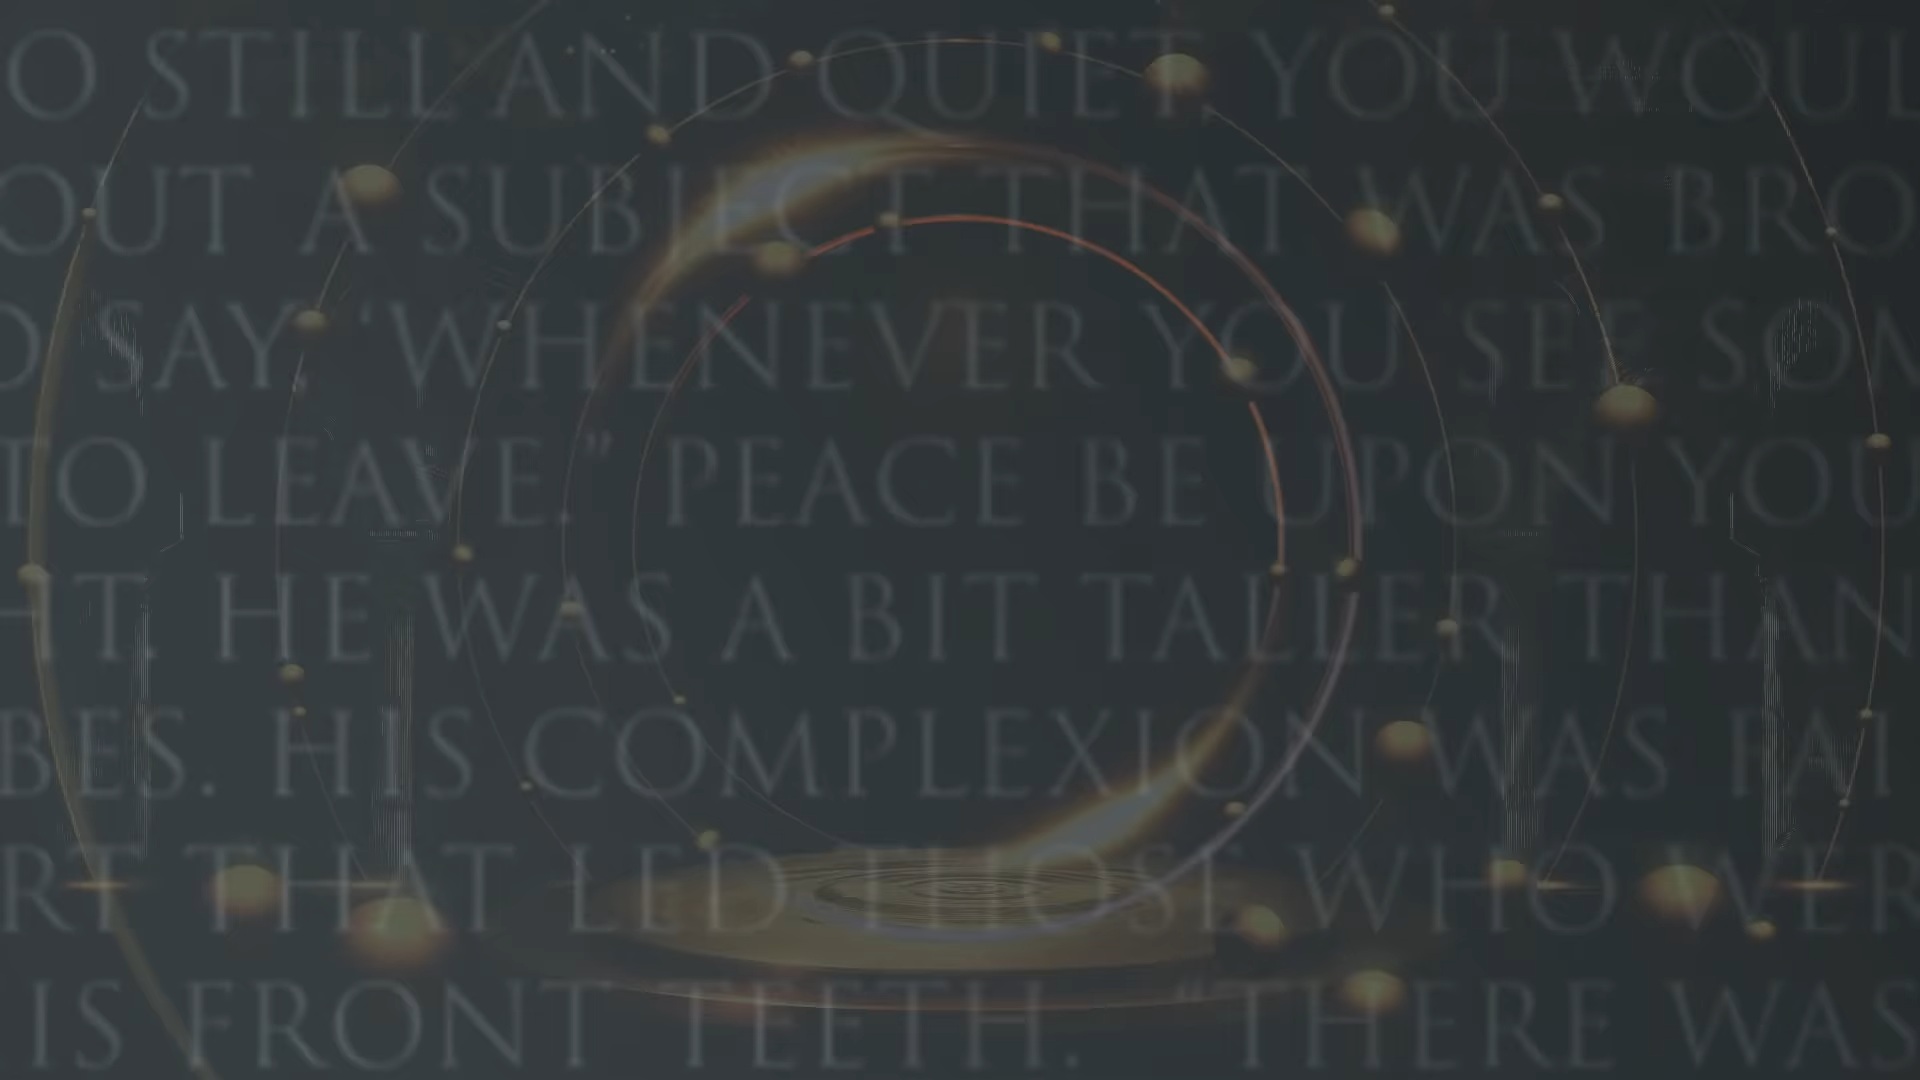 O STILL AND QUIET, YOU WOUL
OUT A SUBJECT THAT WAS BRO
D SAY ‘WHENEVER YOU SEE SOM
TO LEAVE.” PEACE BE UPON YOU
HT. HE WAS A BIT TALLER THAN
BES. HIS COMPLEXION WAS FAI
RT THAT LED THOSE WHO WER
IS FRONT TEETH. “THERE WAS